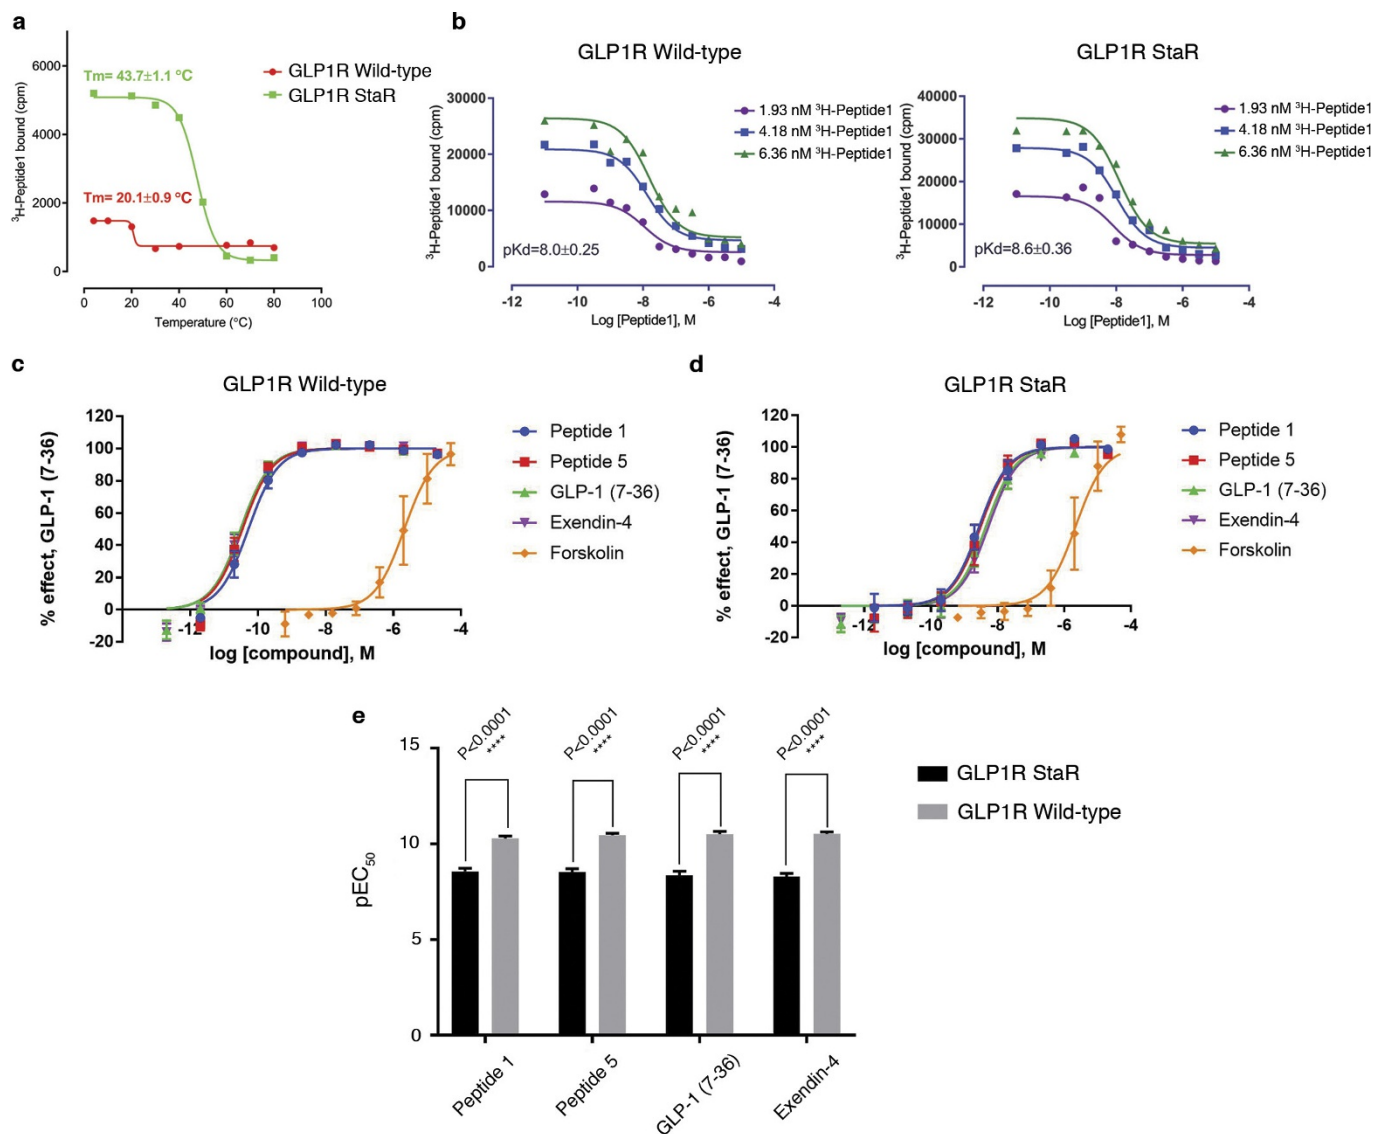 a
³H-Peptide1 bound (cpm)
6000
4000
2000
0
Tm= 43.7±1.1 °C
Tm= 20.1±0.9 °C
GLP1R Wild-type
GLP1R StaR
0 20 40 60 80 100
Temperature (°C)
b
GLP1R Wild-type
³H-Peptide1 bound (cpm)
30000
20000
10000
0
1.93 nM ³H-Peptide1
4.18 nM ³H-Peptide1
6.36 nM ³H-Peptide1
pKd=8.0±0.25
-12 -10 -8 -6 -4
Log [Peptide1], M
GLP1R StaR
³H-Peptide1 bound (cpm)
40000
30000
20000
10000
0
1.93 nM ³H-Peptide1
4.18 nM ³H-Peptide1
6.36 nM ³H-Peptide1
pKd=8.6±0.36
-12 -10 -8 -6 -4
Log [Peptide1], M
c
GLP1R Wild-type
% effect, GLP-1 (7-36)
120
100
80
60
40
20
0
-20
-12 -10 -8 -6 -4
log [compound], M
Peptide 1
Peptide 5
GLP-1 (7-36)
Exendin-4
Forskolin
d
GLP1R StaR
% effect, GLP-1 (7-36)
120
100
80
60
40
20
0
-20
-12 -10 -8 -6 -4
log [compound], M
Peptide 1
Peptide 5
GLP-1 (7-36)
Exendin-4
Forskolin
e
pEC₅₀
15
10
5
0
P<0.0001
****
P<0.0001
****
P<0.0001
****
P<0.0001
****
GLP1R StaR
GLP1R Wild-type
Peptide 1
Peptide 5
GLP-1 (7-36)
Exendin-4